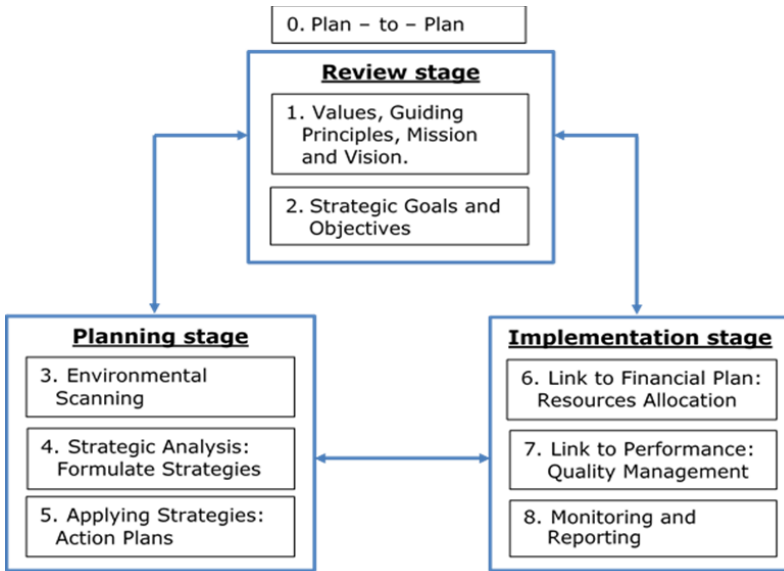 0. Plan – to – Plan
Review stage
1. Values, Guiding
Principles, Mission
and Vision.
2. Strategic Goals and
Objectives
Planning stage
3. Environmental
Scanning
4. Strategic Analysis:
Formulate Strategies
5. Applying Strategies:
Action Plans
Implementation stage
6. Link to Financial Plan:
Resources Allocation
7. Link to Performance:
Quality Management
8. Monitoring and
Reporting